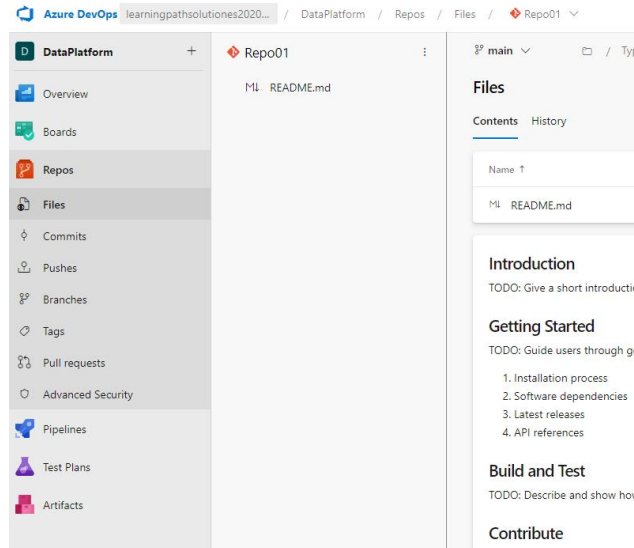 Azure DevOps learningpathsolutiones2020... / DataPlatform / Repos / Files / Repo01
D DataPlatform +
Overview
Boards
Repos
Files
Commits
Pushes
Branches
Tags
Pull requests
Advanced Security
Pipelines
Test Plans
Artifacts
Repo01
M↓ README.md
main / Typ
Files
Contents History
Name ↑
M↓ README.md
Introduction
TODO: Give a short introductio
Getting Started
TODO: Guide users through g
1. Installation process
2. Software dependencies
3. Latest releases
4. API references
Build and Test
TODO: Describe and show how
Contribute